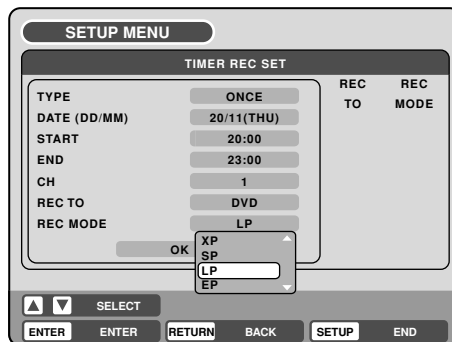 SETUP MENU
TIMER REC SET
REC TO REC MODE
TYPE ONCE
DATE (DD/MM) 20/11(THU)
START 20:00
END 23:00
CH 1
REC TO DVD
REC MODE LP
OK
XP
SP
LP
EP
SELECT
ENTER ENTER RETURN BACK SETUP END